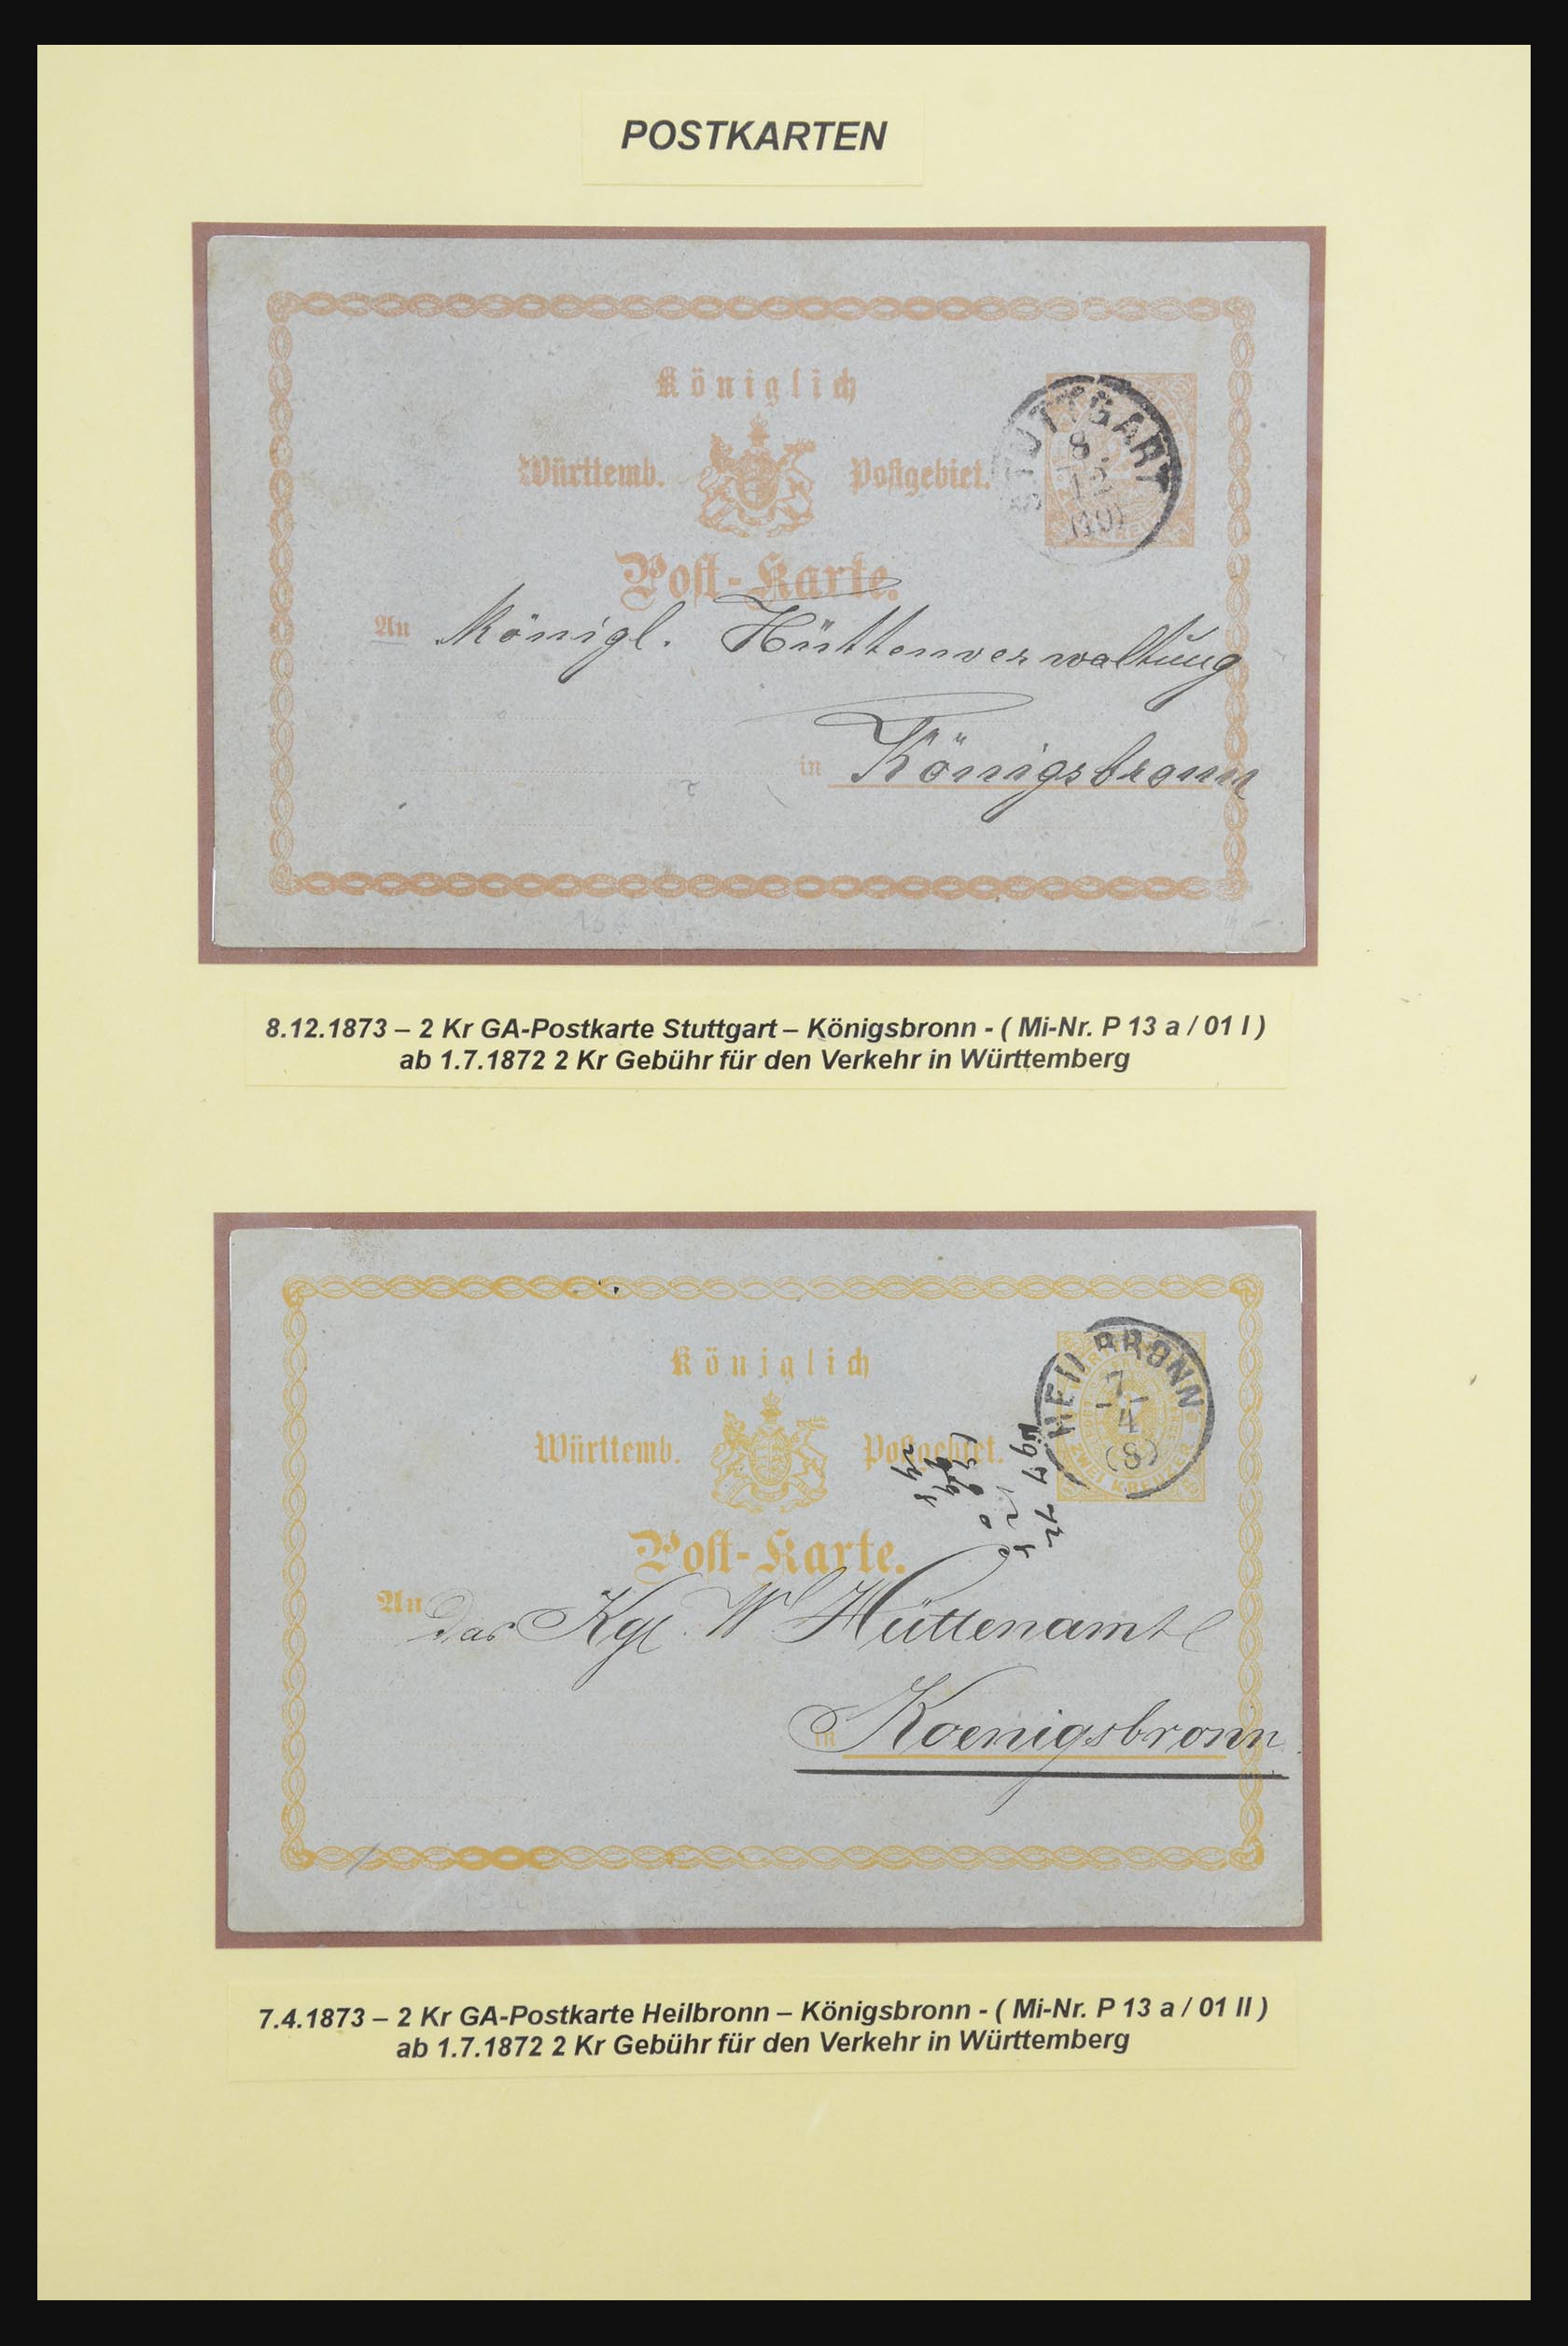 POSTKARTEN
Königlich
Württemb. Postgebiet.
STUTTGART
8
12
(10)
Post-Karte.
An Königl. Hüttenverwaltung
in Königsbronn
8.12.1873 – 2 Kr GA-Postkarte Stuttgart – Königsbronn - ( Mi-Nr. P 13 a / 01 I )
ab 1.7.1872 2 Kr Gebühr für den Verkehr in Württemberg
Königlich
Württemb. Postgebiet.
HEILBRONN
7
4
(8)
ZWEI KREUZER
Post-Karte.
An das Kgl. W Hüttenamt
in Koenigsbronn
7.4.1873 – 2 Kr GA-Postkarte Heilbronn – Königsbronn - ( Mi-Nr. P 13 a / 01 II )
ab 1.7.1872 2 Kr Gebühr für den Verkehr in Württemberg